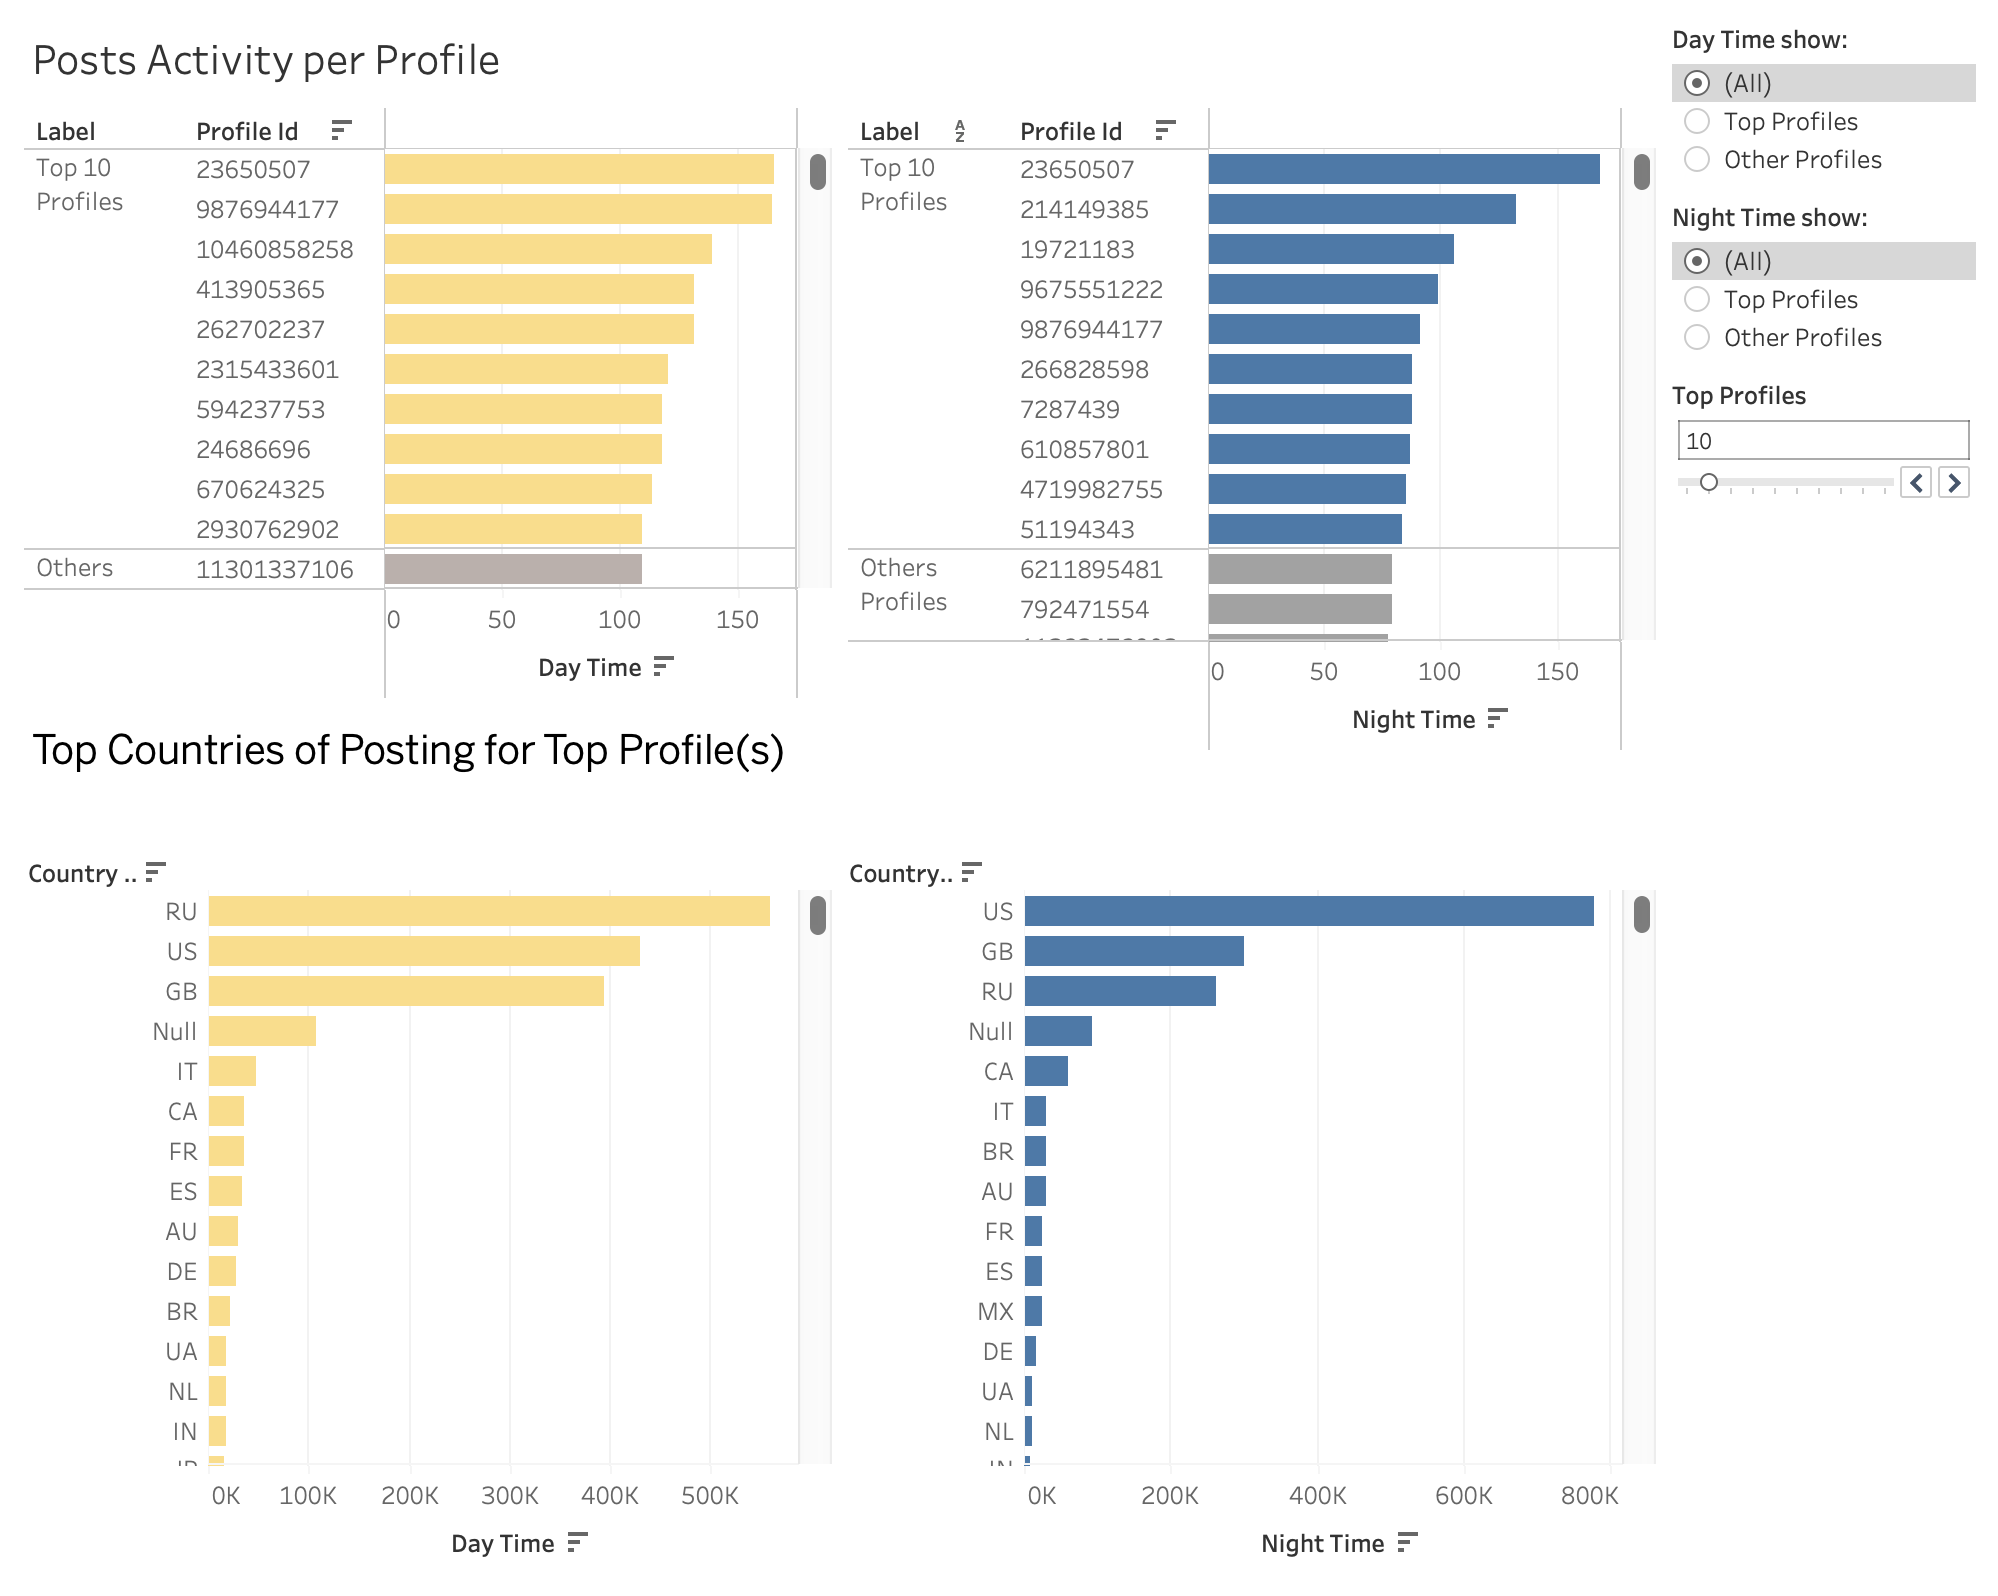 Posts Activity per Profile
Label Profile Id
Top 10 Profiles
23650507
9876944177
10460858258
413905365
262702237
2315433601
594237753
24686696
670624325
2930762902
Others 11301337106
0 50 100 150
Day Time
Label Profile Id
Top 10 Profiles
23650507
214149385
19721183
9675551222
9876944177
266828598
7287439
610857801
4719982755
51194343
Others Profiles
6211895481
792471554
0 50 100 150
Night Time
Day Time show:
(All)
Top Profiles
Other Profiles
Night Time show:
(All)
Top Profiles
Other Profiles
Top Profiles
10
Top Countries of Posting for Top Profile(s)
Country ..
RU
US
GB
Null
IT
CA
FR
ES
AU
DE
BR
UA
NL
IN
0K 100K 200K 300K 400K 500K
Day Time
Country..
US
GB
RU
Null
CA
IT
BR
AU
FR
ES
MX
DE
UA
NL
0K 200K 400K 600K 800K
Night Time